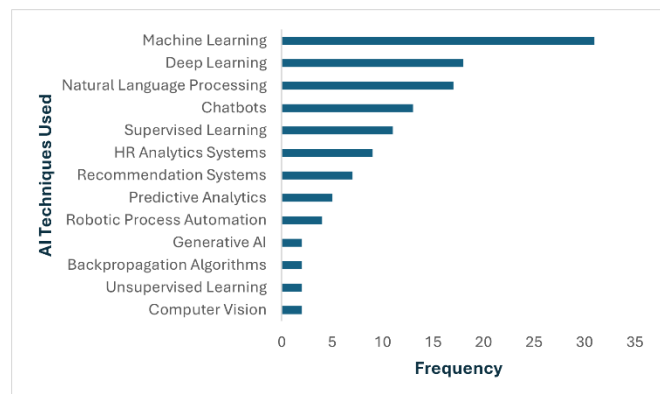 AI Techniques Used
Machine Learning
Deep Learning
Natural Language Processing
Chatbots
Supervised Learning
HR Analytics Systems
Recommendation Systems
Predictive Analytics
Robotic Process Automation
Generative AI
Backpropagation Algorithms
Unsupervised Learning
Computer Vision
0 5 10 15 20 25 30 35
Frequency